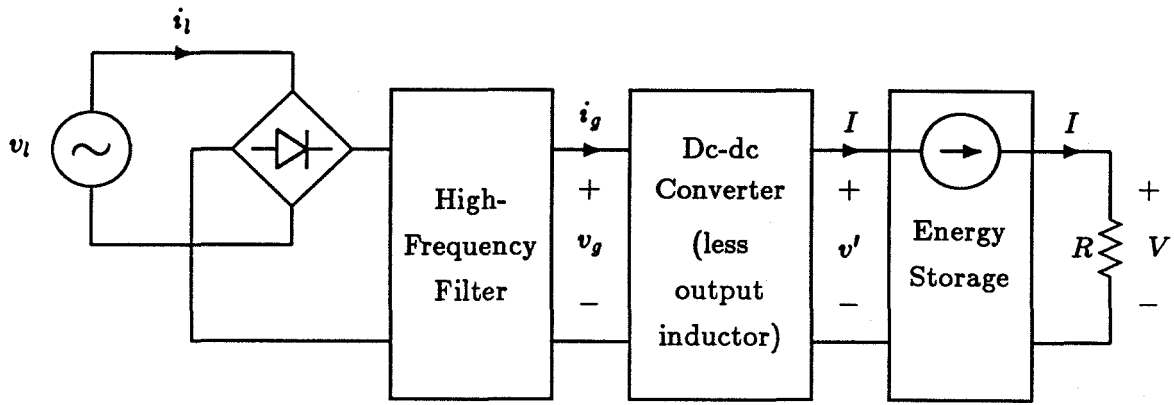 i_l
v_l
High-
Frequency
Filter
i_g
+
v_g
−
Dc-dc
Converter
(less
output
inductor)
I
+
v'
−
Energy
Storage
I
R
+
V
−